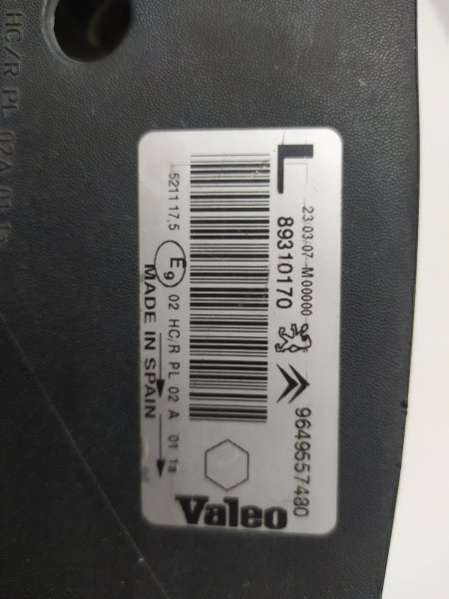 HC/R PL 02A 01 1a
L
23-03-07-M00000
89310170
9649557480
521117,5
E9
02 HC/R PL 02 A 01 1a
MADE IN SPAIN
Valeo